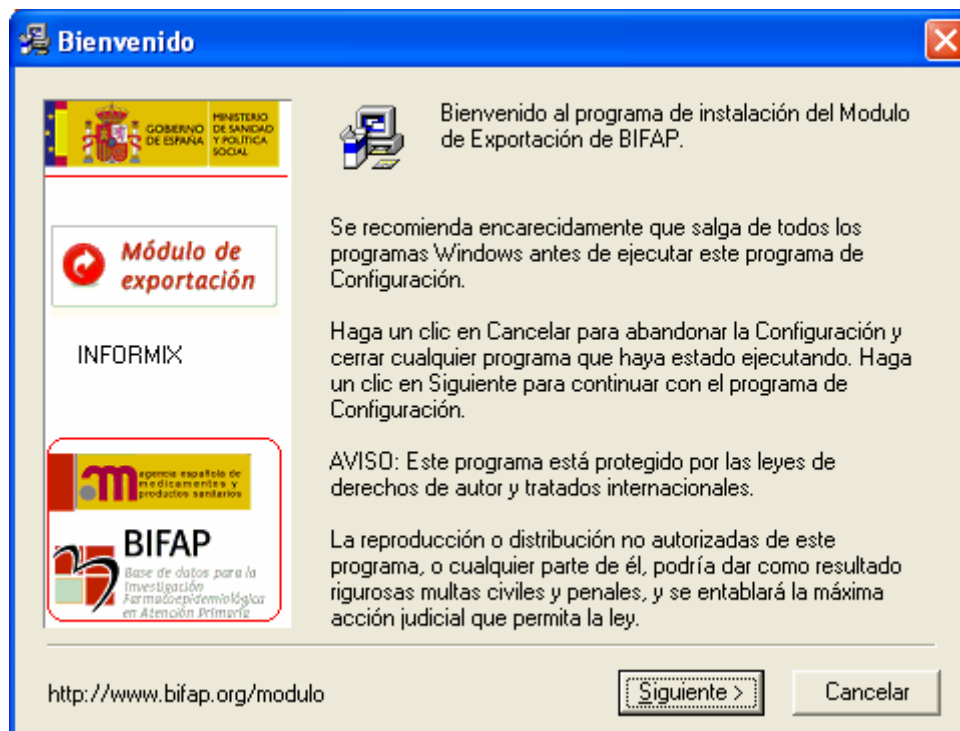 Bienvenido
GOBIERNO
DE ESPAÑA
MINISTERIO
DE SANIDAD
Y POLÍTICA
SOCIAL
Módulo de
exportación
INFORMIX
agencia española de
medicamentos y
productos sanitarios
BIFAP
Base de datos para la
Investigación
Farmacoepidemiológica
en Atención Primaria
Bienvenido al programa de instalación del Modulo
de Exportación de BIFAP.
Se recomienda encarecidamente que salga de todos los
programas Windows antes de ejecutar este programa de
Configuración.
Haga un clic en Cancelar para abandonar la Configuración y
cerrar cualquier programa que haya estado ejecutando. Haga
un clic en Siguiente para continuar con el programa de
Configuración.
AVISO: Este programa está protegido por las leyes de
derechos de autor y tratados internacionales.
La reproducción o distribución no autorizadas de este
programa, o cualquier parte de él, podría dar como resultado
rigurosas multas civiles y penales, y se entablará la máxima
acción judicial que permita la ley.
http://www.bifap.org/modulo
Siguiente >
Cancelar